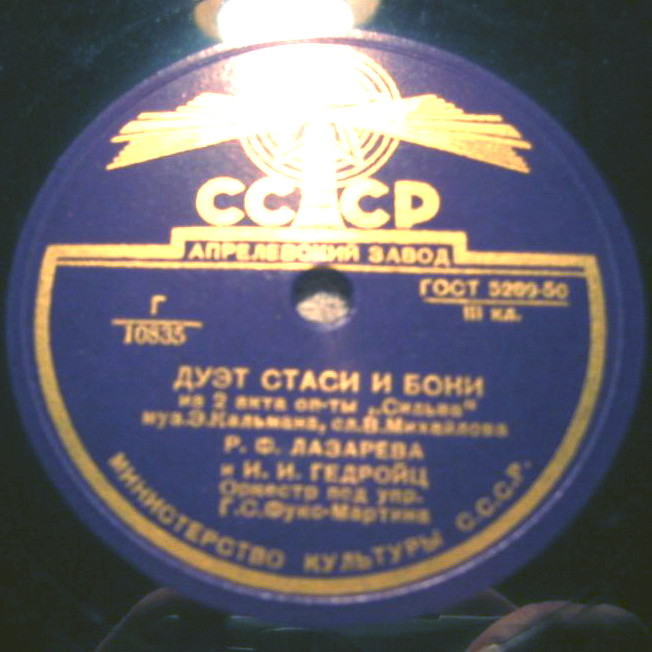 СССР
АПРЕЛЕВСКИЙ ЗАВОД
ГОСТ 5289-50
III кл.
Г
10835
ДУЭТ СТАСИ И БОНИ
из 2 акта оп-ты „Сильва“
муз.Э.Кальмана, сл.В.Михайлова
Р. Ф. ЛАЗАРЕВА
и И. И. ГЕДРОЙЦ
Оркестр под упр.
Г.С.Фукс-Мартина
МИНИСТЕРСТВО КУЛЬТУРЫ С.С.С.Р.